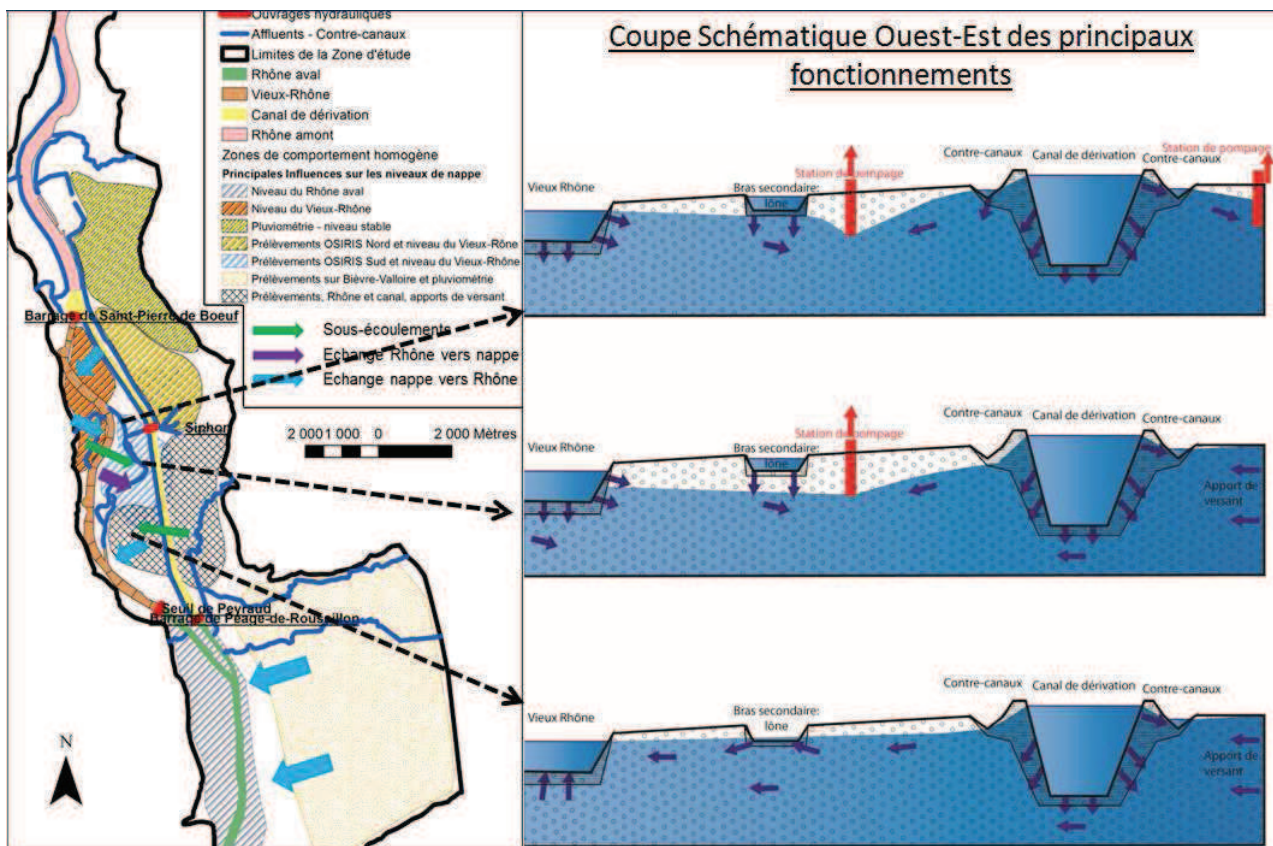 Ouvrages hydrauliques
Affluents - Contre-canaux
Limites de la Zone d'étude
Rhône aval
Vieux-Rhône
Canal de dérivation
Rhône amont
Zones de comportement homogène
Principales Influences sur les niveaux de nappe
Niveau du Rhône aval
Niveau du Vieux-Rhône
Pluviométrie - niveau stable
Prélèvements OSIRIS Nord et niveau du Vieux-Rône
Prélèvements OSIRIS Sud et niveau du Vieux-Rhône
Prélèvements sur Bièvre-Valloire et pluviométrie
Prélèvements, Rhône et canal, apports de versant
Sous-écoulements
Echange Rhône vers nappe
Echange nappe vers Rhône
2 000 1 000 0 2 000 Mètres
Barrage de Saint-Pierre de Boeuf
Siphon
Seuil de Peyraud
Barrage de Péage-de-Roussillon
N
Coupe Schématique Ouest-Est des principaux
fonctionnements
Vieux Rhône
Bras secondaire:
lône
Station de pompage
Contre-canaux
Canal de dérivation
Contre-canaux
Station de pompage
Vieux Rhône
Bras secondaire:
lône
Station de pompage
Contre-canaux
Canal de dérivation
Contre-canaux
Apport de
versant
Vieux Rhône
Bras secondaire:
lône
Contre-canaux
Canal de dérivation
Contre-canaux
Apport de
versant